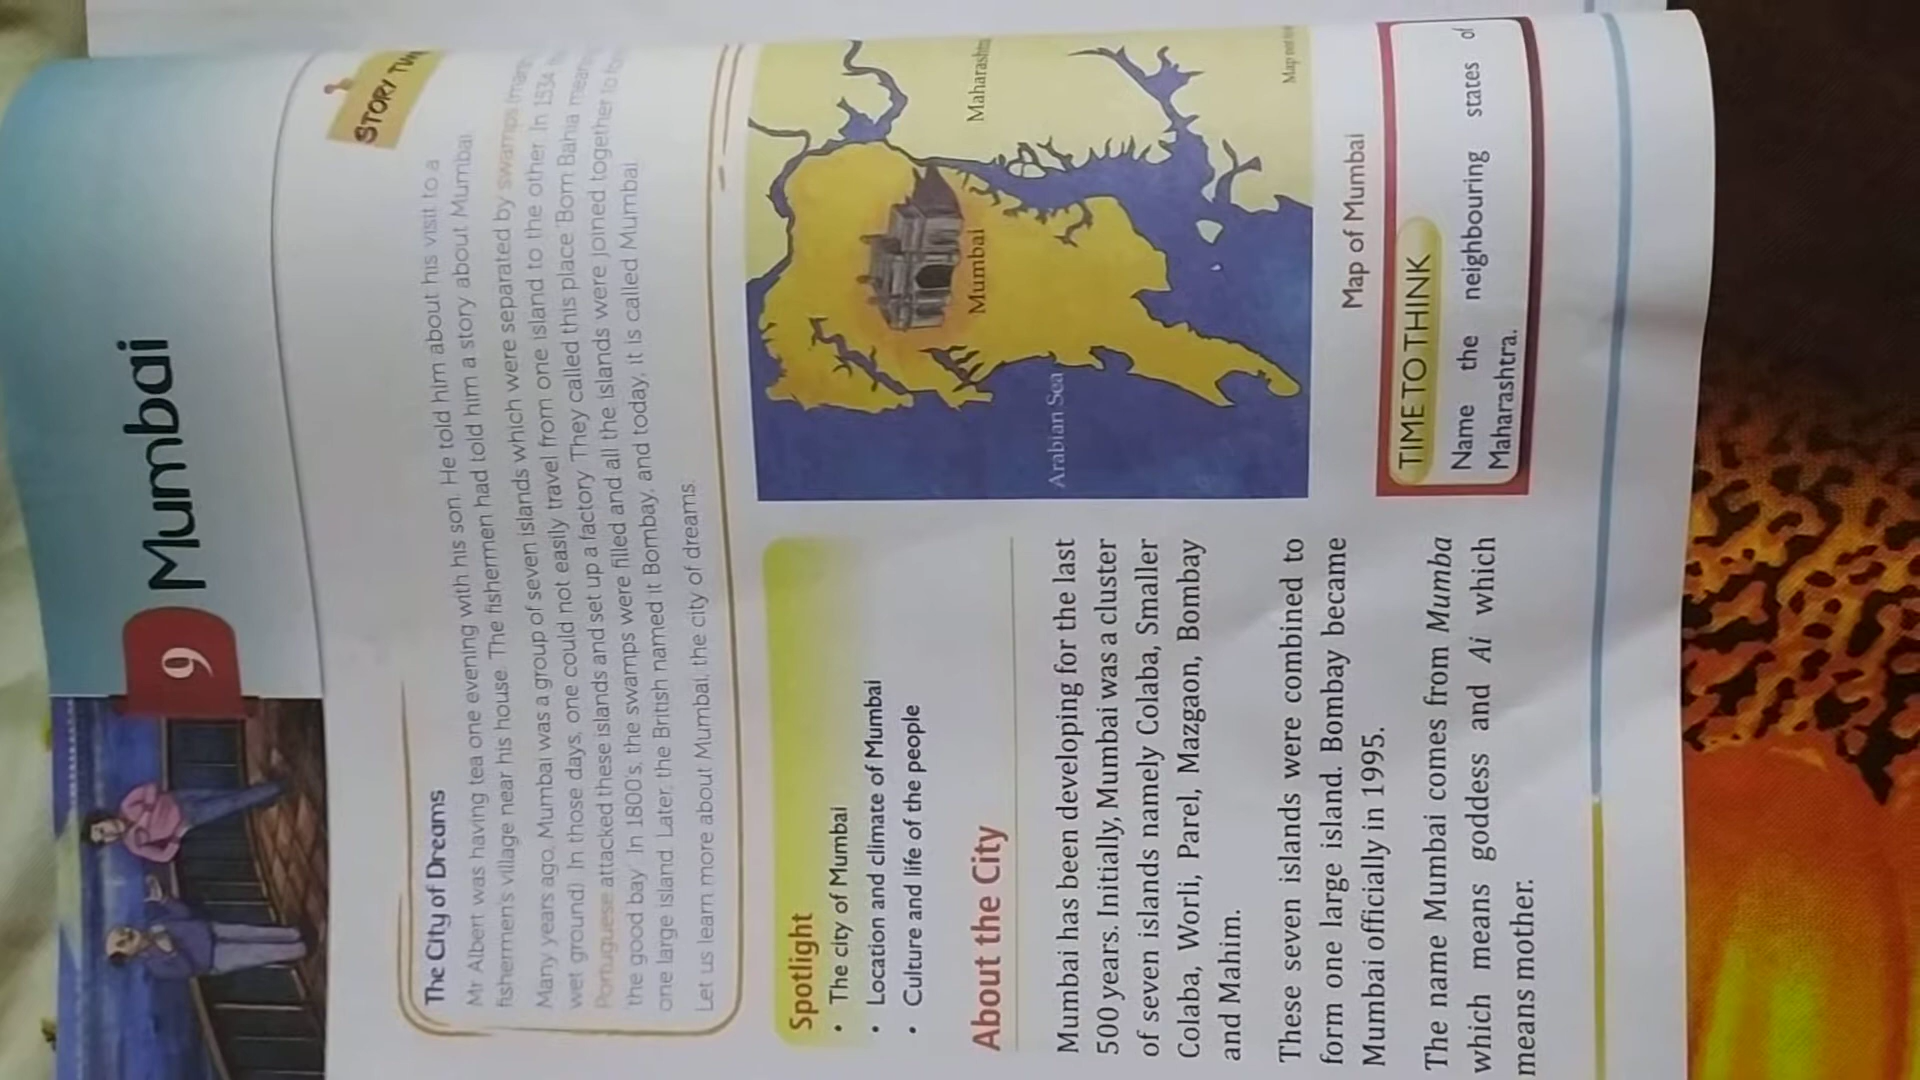 9 Mumbai
STORY
The City of Dreams
Mr Albert was having tea one evening with his son. He told him about his visit to a
fishermen's village near his house. The fishermen had told him a story about Mumbai.
Many years ago, Mumbai was a group of seven islands which were separated by swamps
wet ground). In those days, one could not easily travel from one island to the other. In 1534
Portuguese attacked these islands and set up a factory. They called this place 'Bom Bahia'
the good bay. In 1800's, the swamps were filled and all the islands were joined together to
one large island. Later, the British named it Bombay, and today, it is called Mumbai.
Let us learn more about Mumbai, the city of dreams.
Spotlight
• The city of Mumbai
• Location and climate of Mumbai
• Culture and life of the people
About the City
Mumbai has been developing for the last
500 years. Initially, Mumbai was a cluster
of seven islands namely Colaba, Smaller
Colaba, Worli, Parel, Mazgaon, Bombay
and Mahim.
These seven islands were combined to
form one large island. Bombay became
Mumbai officially in 1995.
The name Mumbai comes from Mumba
which means goddess and Ai which
means mother.
Maharashtra
Mumbai
Arabian Sea
Map not
Map of Mumbai
TIME TO THINK
Name the neighbouring states of
Maharashtra.